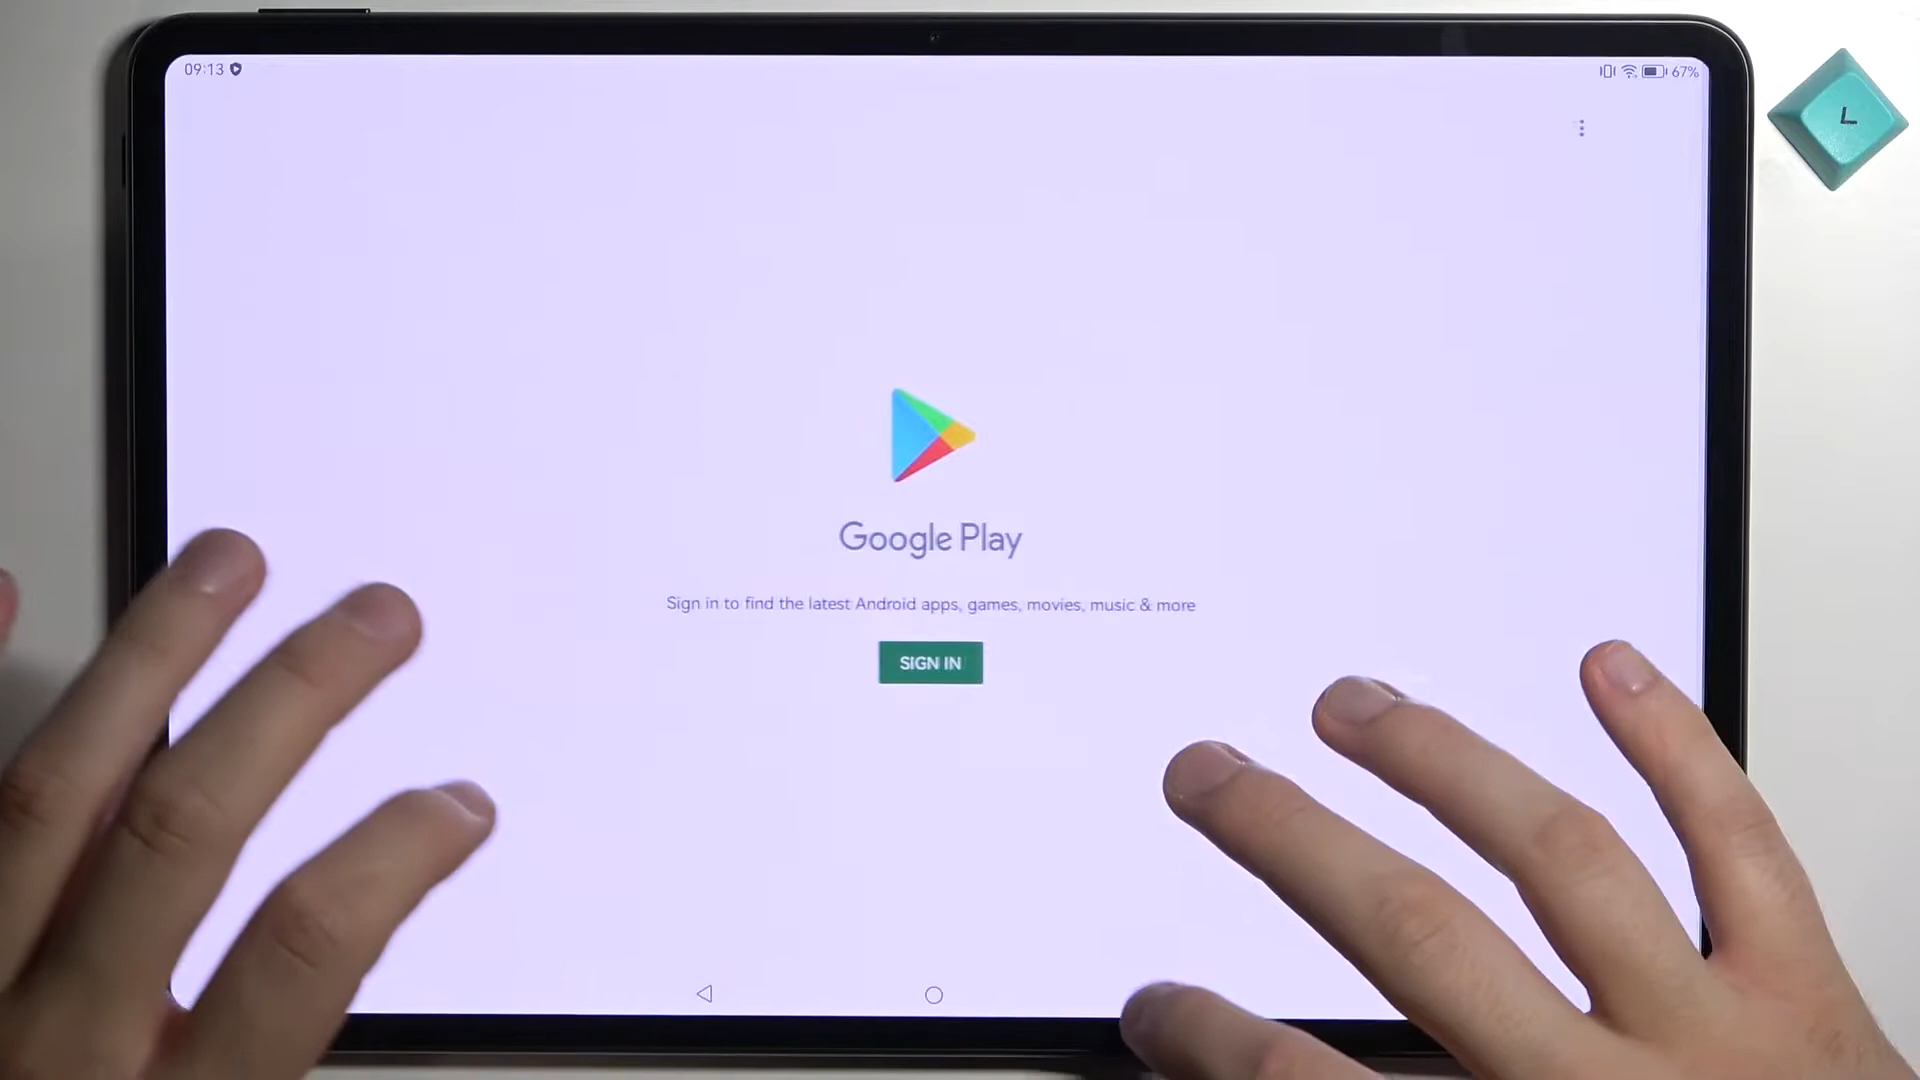 09:13
67%
Google Play
Sign in to find the latest Android apps, games, movies, music & more
SIGN IN
L